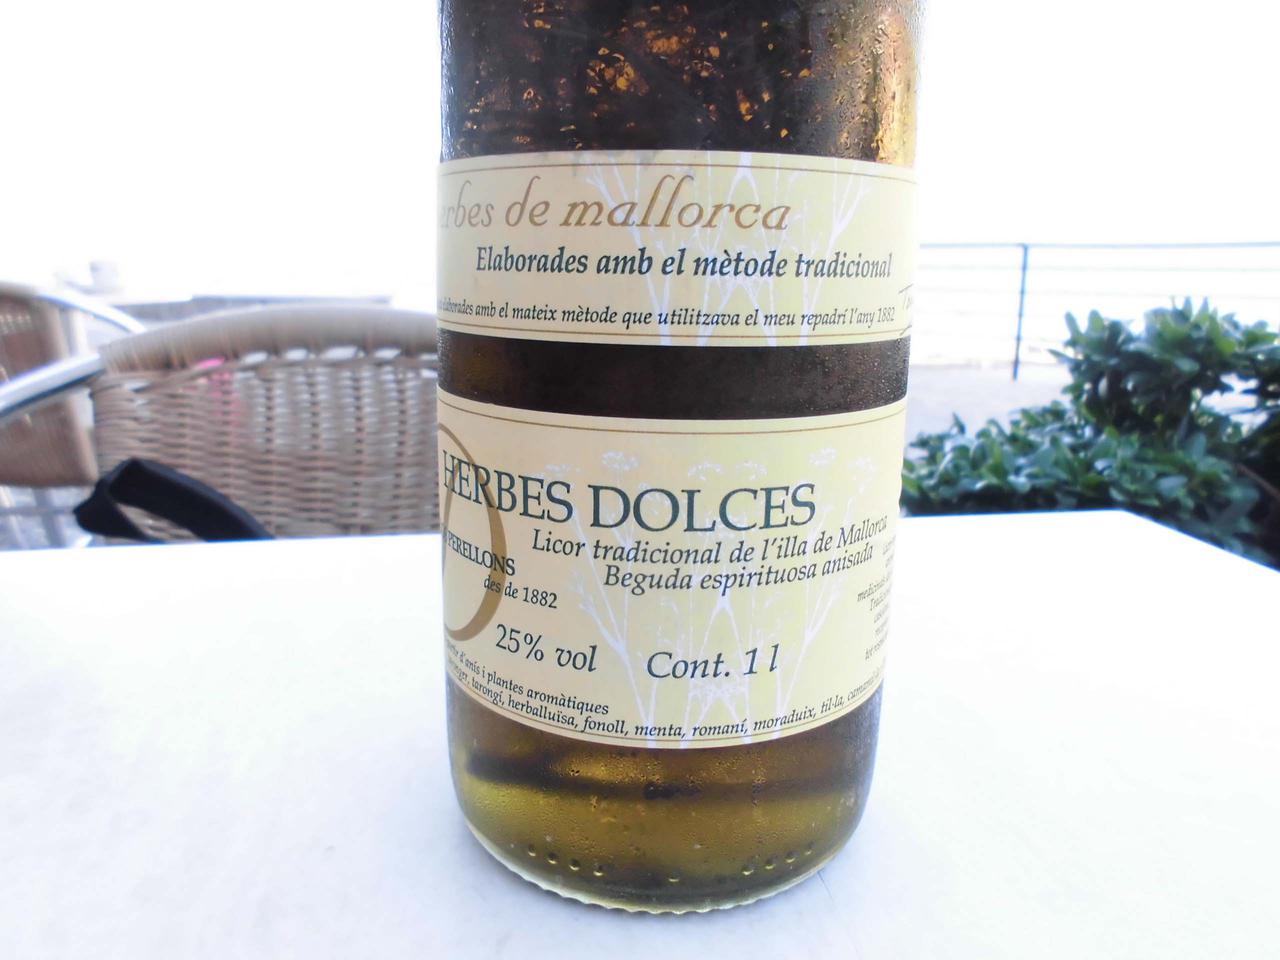 erbes de mallorca
Elaborades amb el mètode tradicional
elaborades amb el mateix mètode que utilitzava el meu repadrí l'any 1882
HERBES DOLCES
Licor tradicional de l'illa de Mallorca
Beguda espirituosa anisada
PERELLONS
des de 1882
25% vol
Cont. 1 l
d'anís i plantes aromàtiques
taronger, tarongí, herballuïsa, fonoll, menta, romaní, moraduix, til·la,